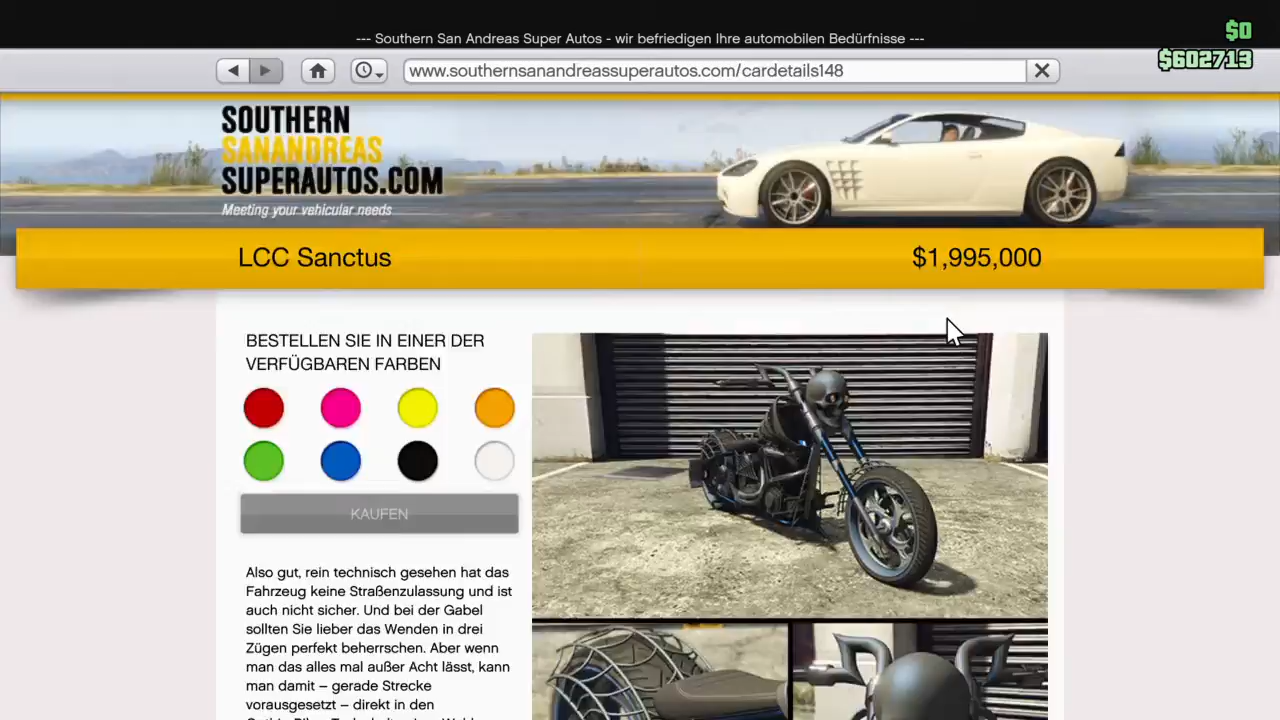 --- Southern San Andreas Super Autos - wir befriedigen Ihre automobilen Bedürfnisse ---
$0
$602713
www.southernsanandreassuperautos.com/cardetails148
SOUTHERN
SANANDREAS
SUPERAUTOS.COM
Meeting your vehicular needs
LCC Sanctus
$1,995,000
BESTELLEN SIE IN EINER DER
VERFÜGBAREN FARBEN
KAUFEN
Also gut, rein technisch gesehen hat das
Fahrzeug keine Straßenzulassung und ist
auch nicht sicher. Und bei der Gabel
sollten Sie lieber das Wenden in drei
Zügen perfekt beherrschen. Aber wenn
man das alles mal außer Acht lässt, kann
man damit – gerade Strecke
vorausgesetzt – direkt in den